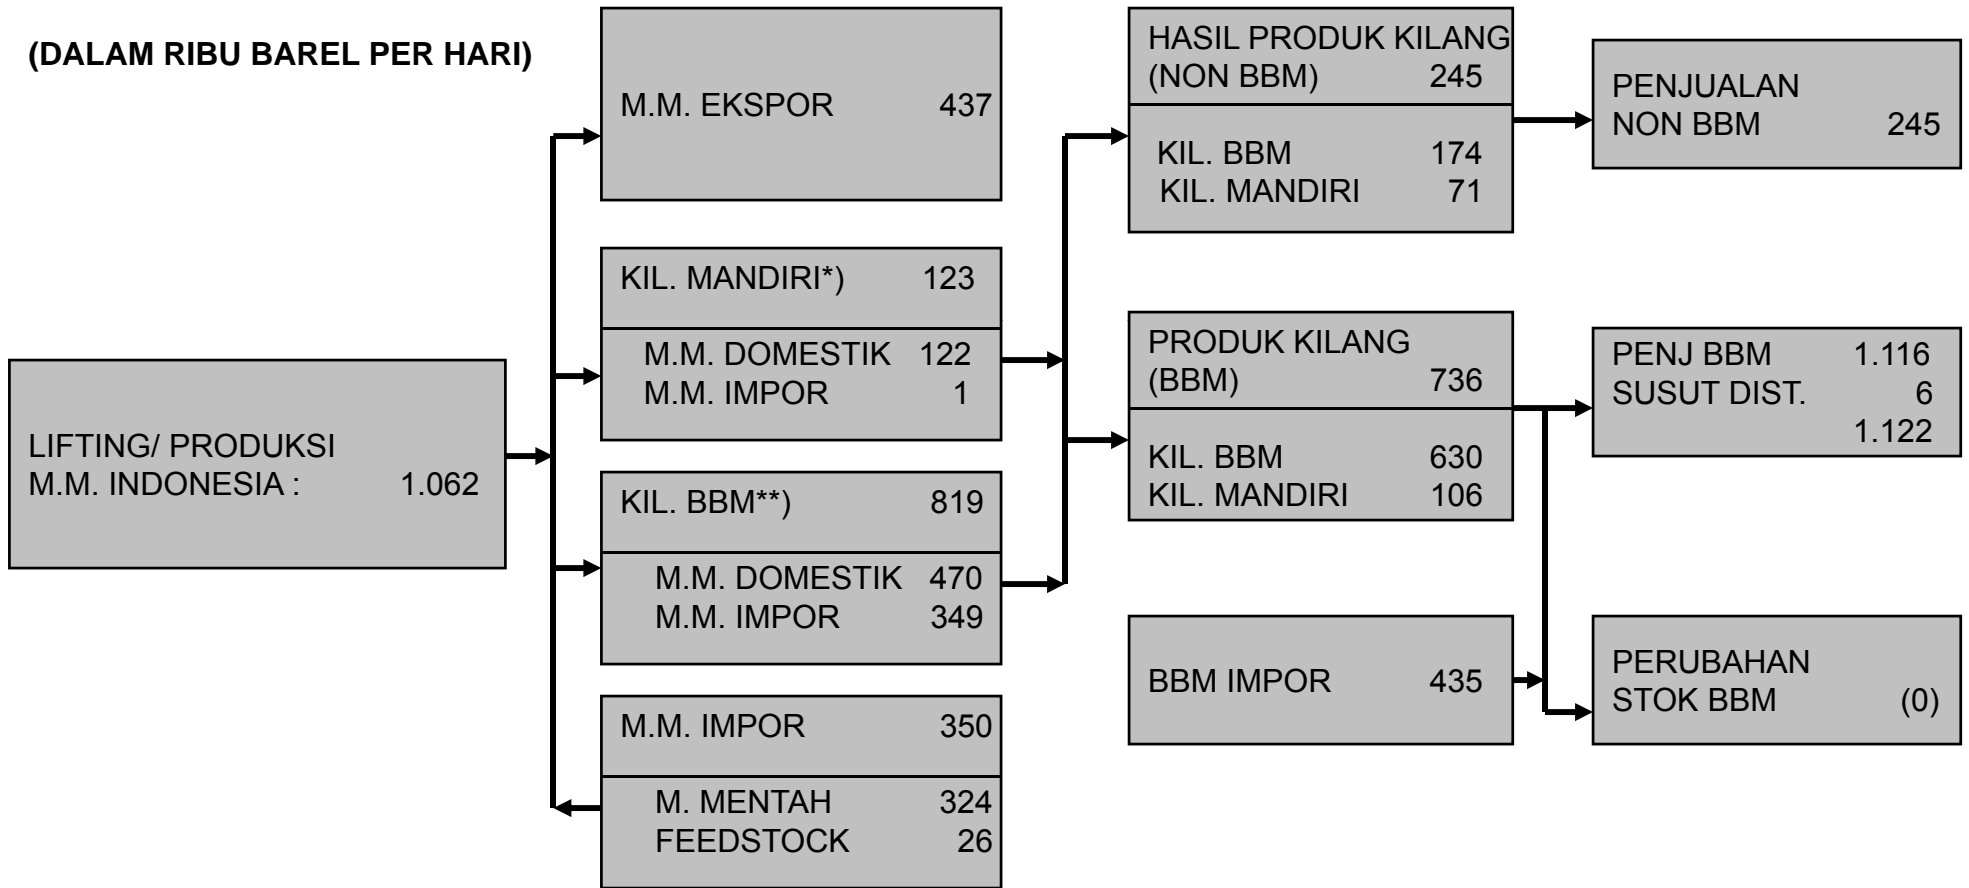 (DALAM RIBU BAREL PER HARI)
LIFTING/ PRODUKSI
M.M. INDONESIA : 1.062
M.M. EKSPOR 437
KIL. MANDIRI*) 123
M.M. DOMESTIK 122
M.M. IMPOR 1
KIL. BBM**) 819
M.M. DOMESTIK 470
M.M. IMPOR 349
M.M. IMPOR 350
M. MENTAH 324
FEEDSTOCK 26
HASIL PRODUK KILANG
(NON BBM) 245
KIL. BBM 174
KIL. MANDIRI 71
PRODUK KILANG
(BBM) 736
KIL. BBM 630
KIL. MANDIRI 106
BBM IMPOR 435
PENJUALAN
NON BBM 245
PENJ BBM 1.116
SUSUT DIST. 6
1.122
PERUBAHAN
STOK BBM (0)